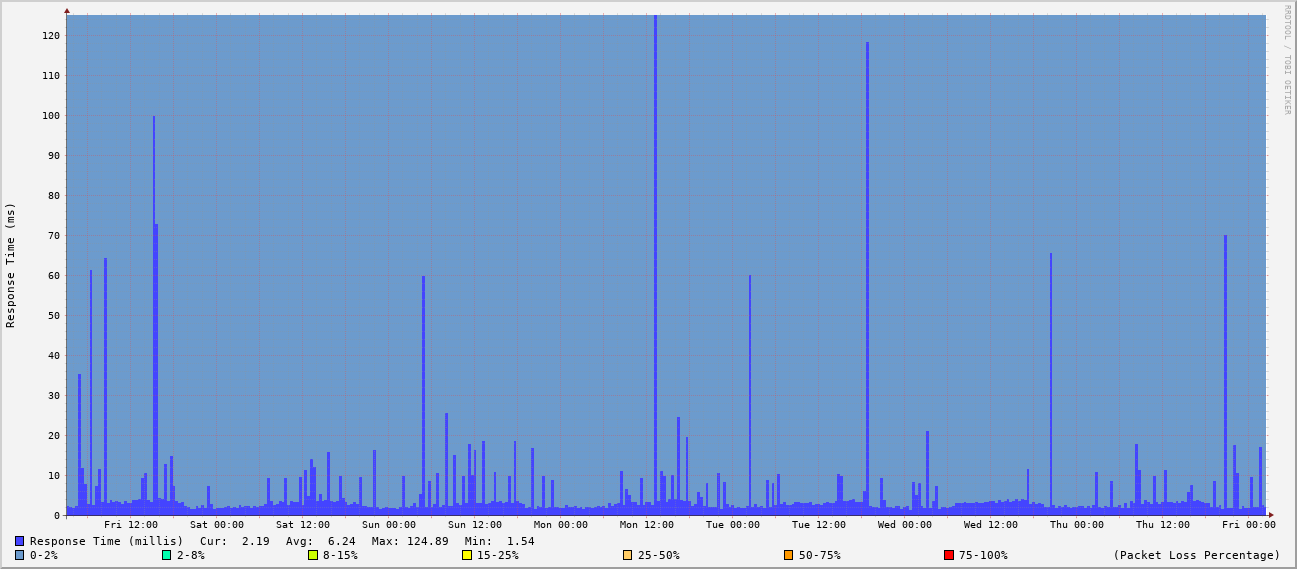 RRDTOOL / TOBI OETIKER
Response Time (ms)
120
110
100
90
80
70
60
50
40
30
20
10
0
Fri 12:00 Sat 00:00 Sat 12:00 Sun 00:00 Sun 12:00 Mon 00:00 Mon 12:00 Tue 00:00 Tue 12:00 Wed 00:00 Wed 12:00 Thu 00:00 Thu 12:00 Fri 00:00
Response Time (millis) Cur: 2.19 Avg: 6.24 Max: 124.89 Min: 1.54
0-2% 2-8% 8-15% 15-25% 25-50% 50-75% 75-100% (Packet Loss Percentage)